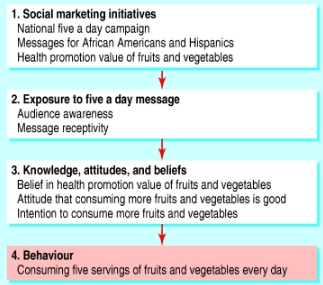 1. Social marketing initiatives
National five a day campaign
Messages for African Americans and Hispanics
Health promotion value of fruits and vegetables
2. Exposure to five a day message
Audience awareness
Message receptivity
3. Knowledge, attitudes, and beliefs
Belief in health promotion value of fruits and vegetables
Attitude that consuming more fruits and vegetables is good
Intention to consume more fruits and vegetables
4. Behaviour
Consuming five servings of fruits and vegetables every day